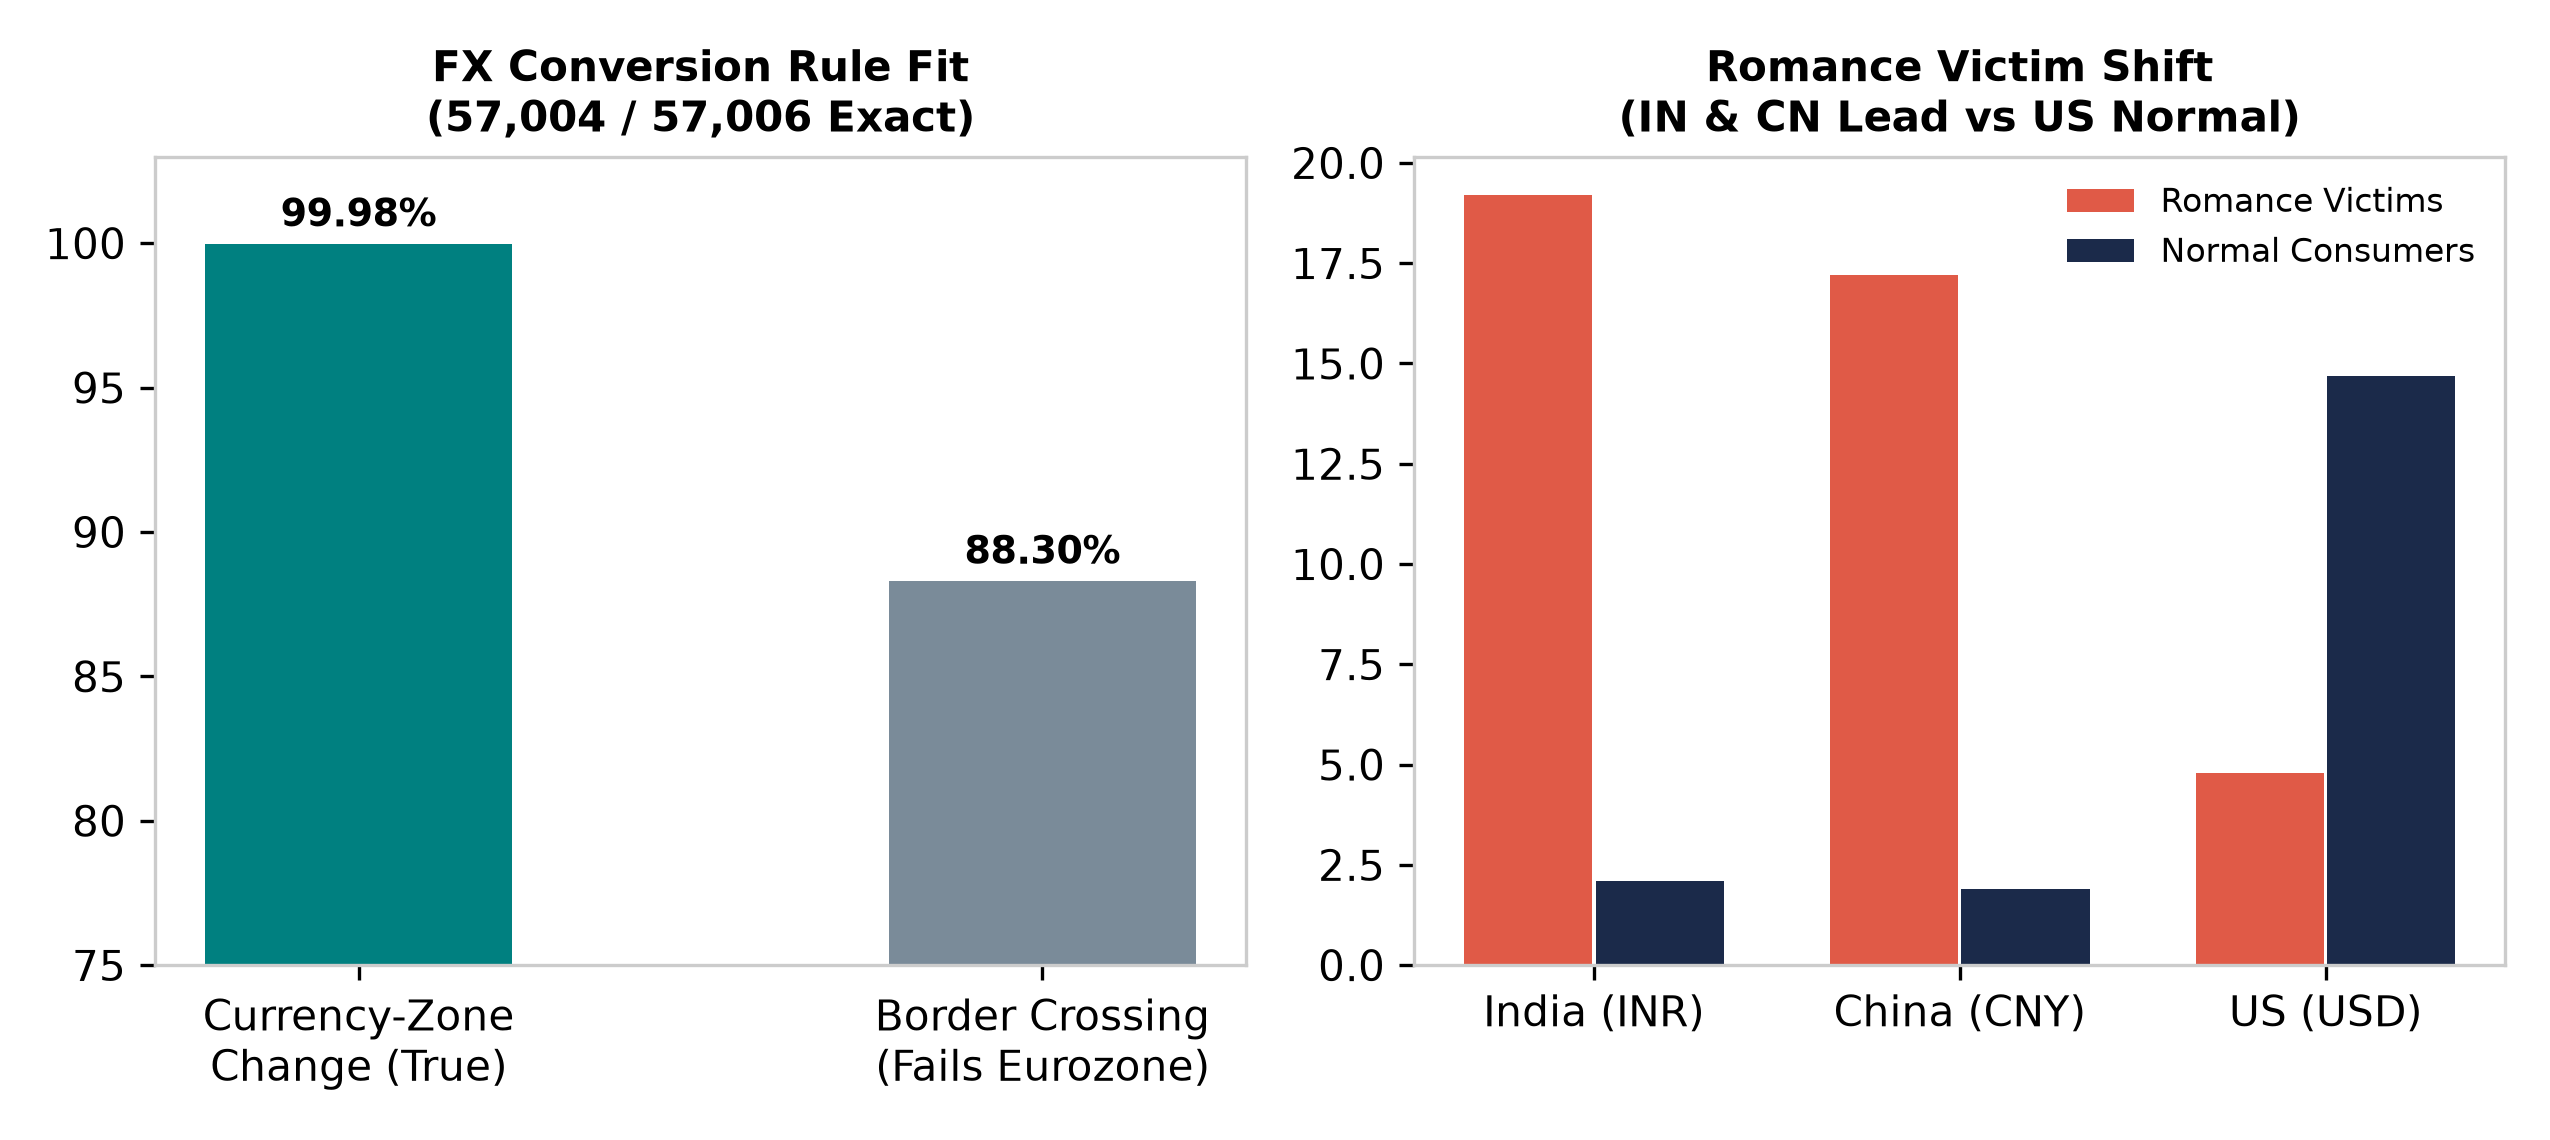 FX Conversion Rule Fit
(57,004 / 57,006 Exact)
100
95
90
85
80
75
99.98%
88.30%
Currency-Zone
Change (True)
Border Crossing
(Fails Eurozone)
Romance Victim Shift
(IN & CN Lead vs US Normal)
20.0
17.5
15.0
12.5
10.0
7.5
5.0
2.5
0.0
Romance Victims
Normal Consumers
India (INR)
China (CNY)
US (USD)